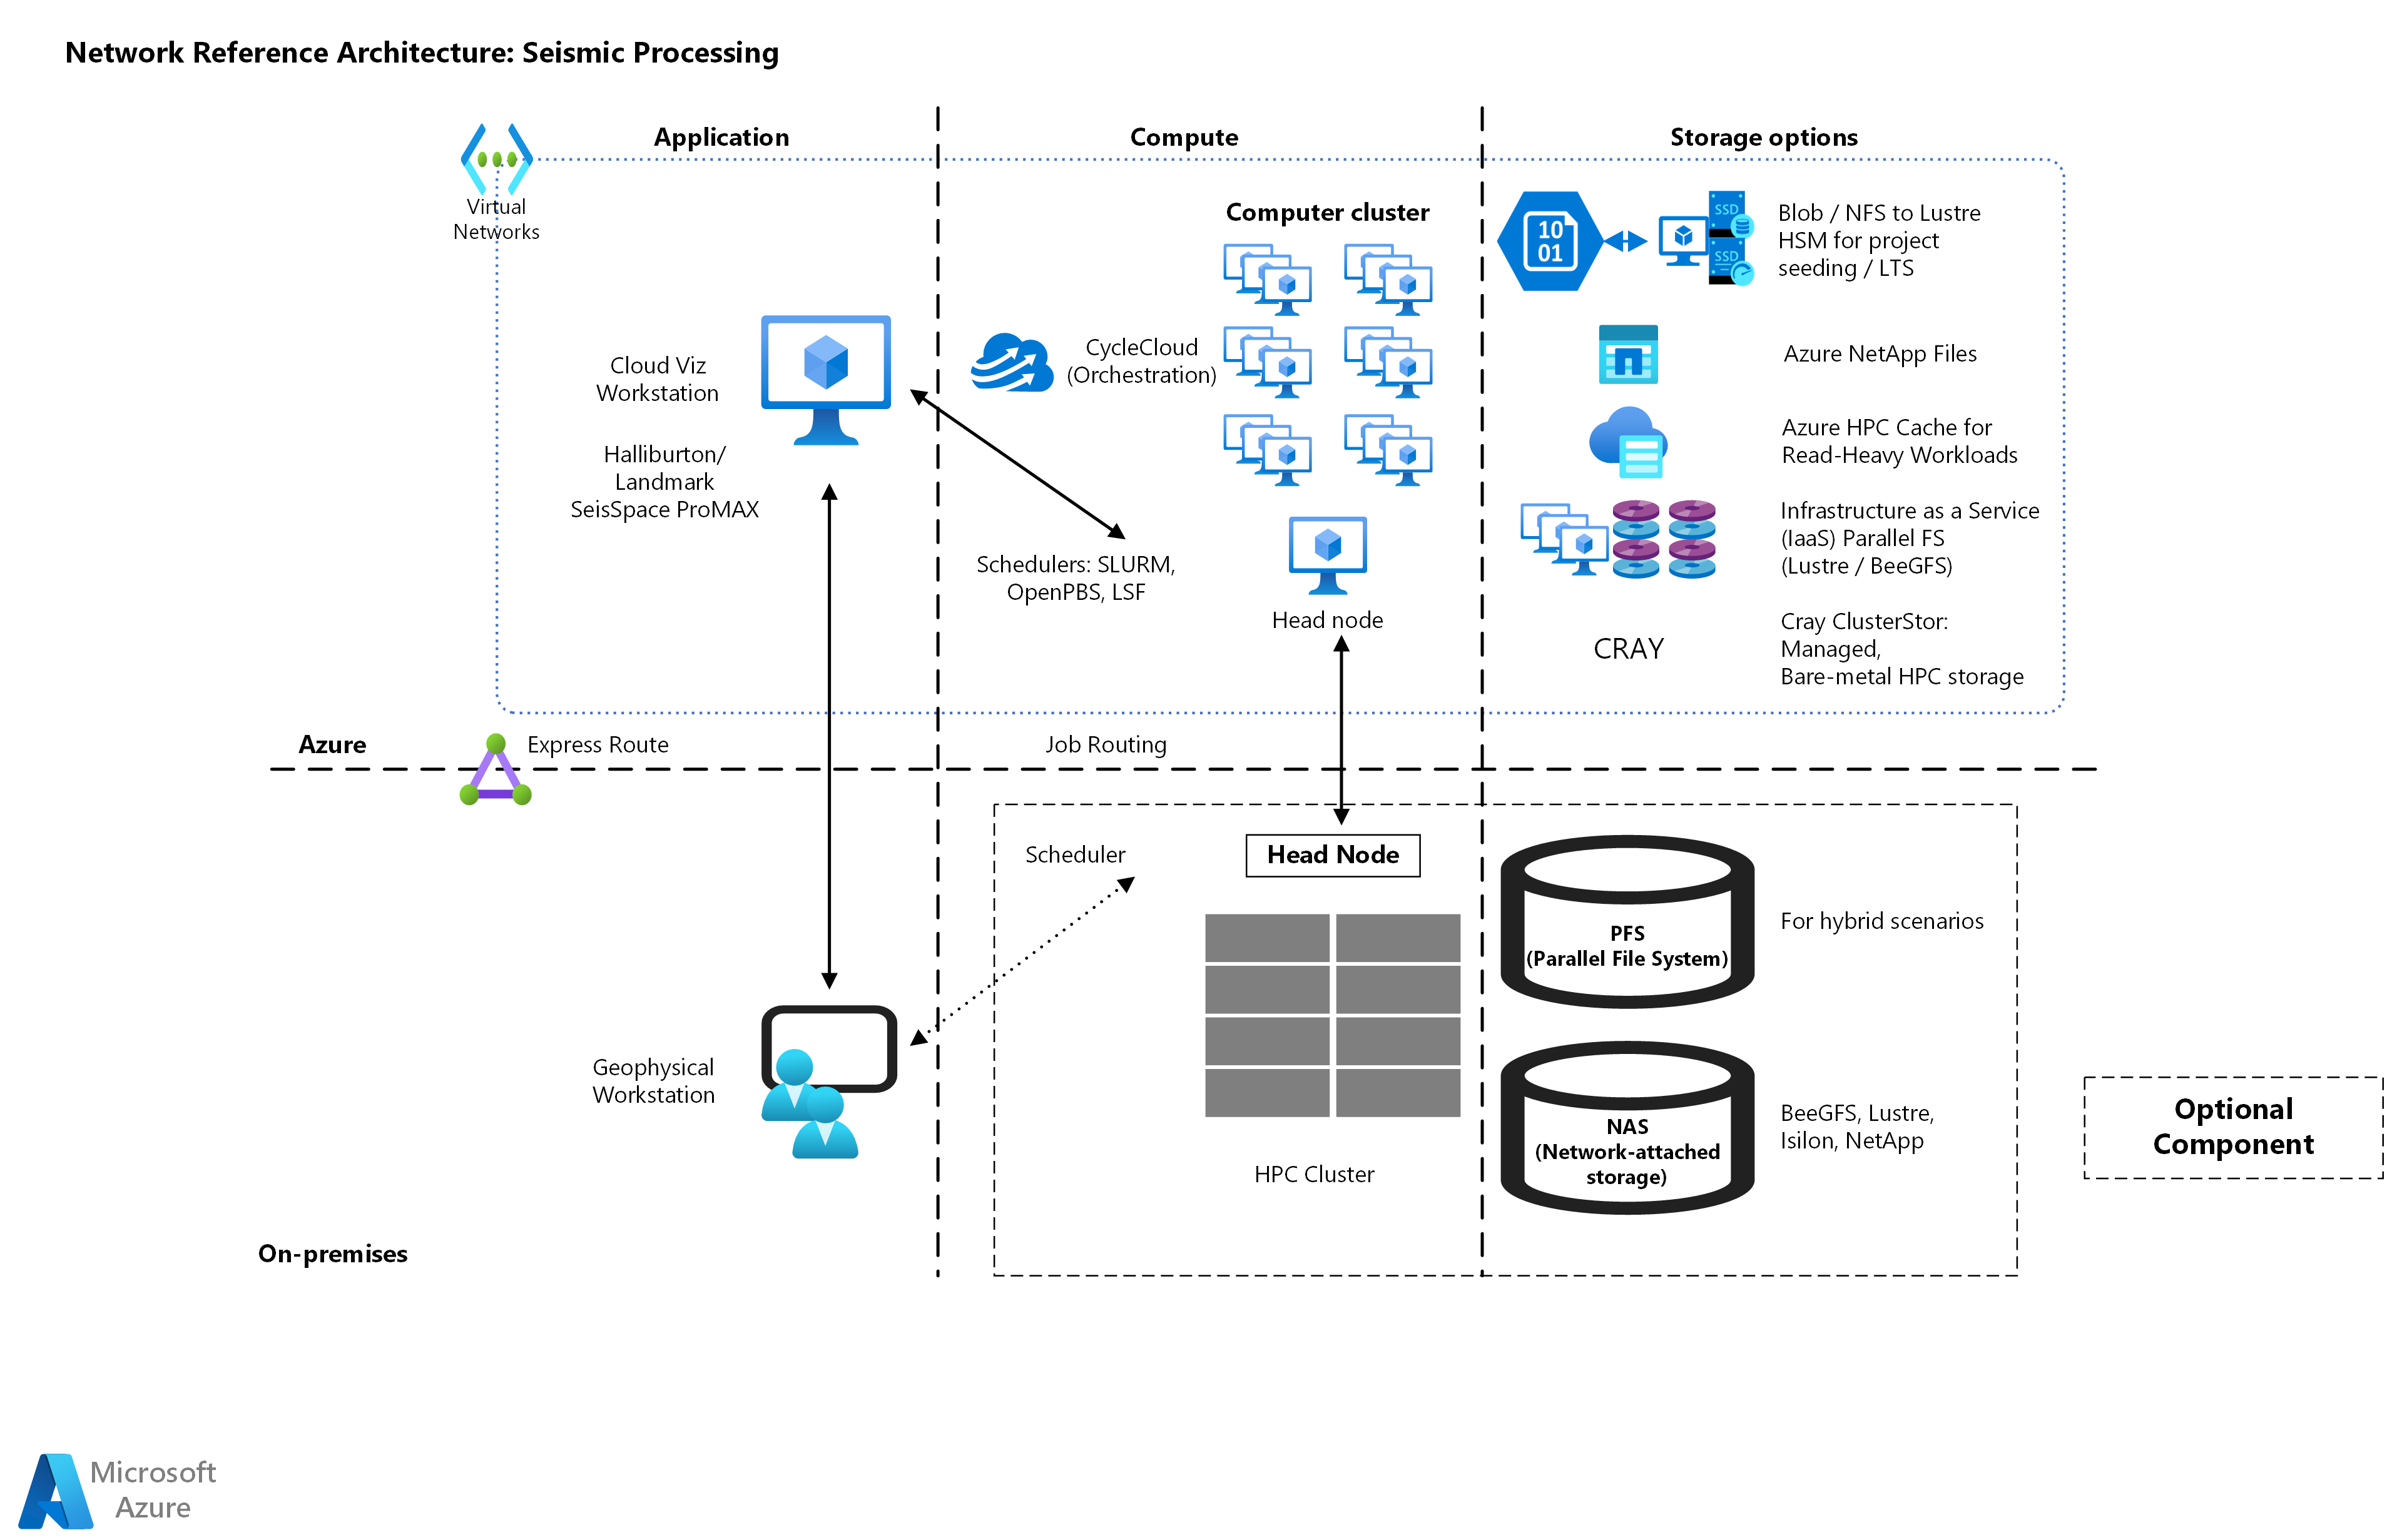 Network Reference Architecture: Seismic Processing
Application
Compute
Storage options
Virtual
Networks
Computer cluster
10
01
SSD
SSD
Blob / NFS to Lustre
HSM for project
seeding / LTS
Cloud Viz
Workstation
CycleCloud
(Orchestration)
Azure NetApp Files
Halliburton/
Landmark
SeisSpace ProMAX
Azure HPC Cache for
Read-Heavy Workloads
Schedulers: SLURM,
OpenPBS, LSF
Head node
Infrastructure as a Service
(IaaS) Parallel FS
(Lustre / BeeGFS)
CRAY
Cray ClusterStor:
Managed,
Bare-metal HPC storage
Azure
Express Route
Job Routing
Scheduler
Head Node
PFS
(Parallel File System)
For hybrid scenarios
Geophysical
Workstation
HPC Cluster
NAS
(Network-attached
storage)
BeeGFS, Lustre,
Isilon, NetApp
Optional
Component
On-premises
Microsoft
Azure